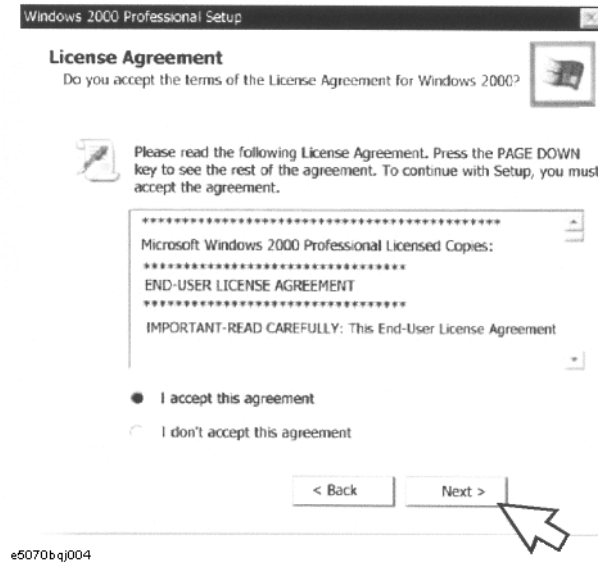 Windows 2000 Professional Setup
License Agreement
Do you accept the terms of the License Agreement for Windows 2000?
Please read the following License Agreement. Press the PAGE DOWN
key to see the rest of the agreement. To continue with Setup, you must
accept the agreement.
*********************************************
Microsoft Windows 2000 Professional Licensed Copies:
*********************************
END-USER LICENSE AGREEMENT
*********************************
IMPORTANT-READ CAREFULLY: This End-User License Agreement
I accept this agreement
I don't accept this agreement
< Back Next >
e5070bqj004